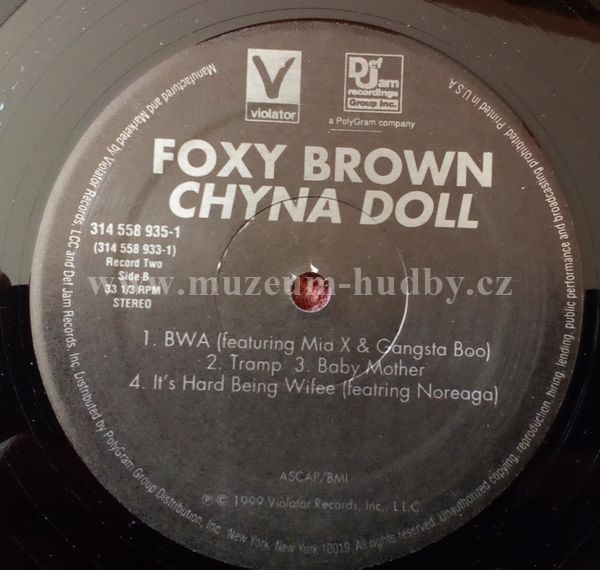 V
violator
Def
Jam
recordings
Group Inc.
a PolyGram company
FOXY BROWN
CHYNA DOLL
314 558 935-1
(314 558 933-1)
Record Two
Side B
33 1/3 RPM
STEREO
www.muzeum-hudby.cz
1. BWA (featuring Mia X & Gangsta Boo)
2. Tramp 3. Baby Mother
4. It's Hard Being Wifee (featring Noreaga)
ASCAP/BMI
℗ © 1999 Violator Records, Inc., L.L.C.
Manufactured and Marketed by Violator Records, LCC and Def Jam Records, Inc. Distributed by PolyGram Group Distribution, Inc. New York, New York 10019. All rights reserved. Unauthorized copying, reproduction, hiring, lending, public performance and broadcasting prohibited. Printed in U.S.A.